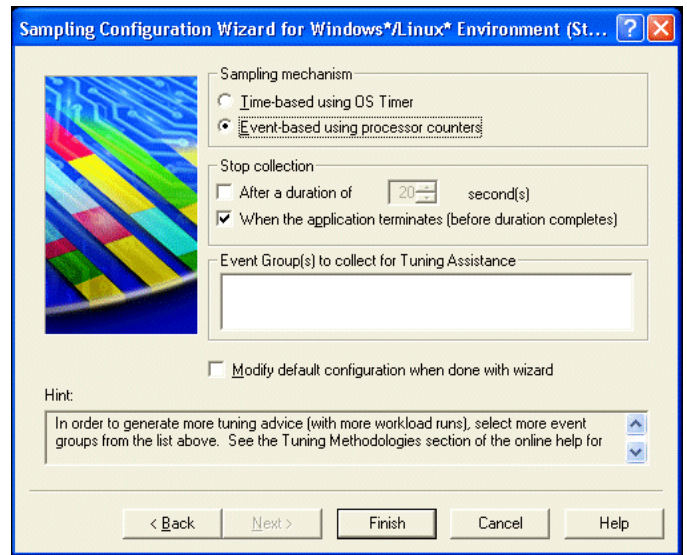 Sampling Configuration Wizard for Windows*/Linux* Environment (St...
Sampling mechanism
Time-based using OS Timer
Event-based using processor counters
Stop collection
After a duration of 20 second(s)
When the application terminates (before duration completes)
Event Group(s) to collect for Tuning Assistance
Modify default configuration when done with wizard
Hint:
In order to generate more tuning advice (with more workload runs), select more event
groups from the list above. See the Tuning Methodologies section of the online help for
< Back Next > Finish Cancel Help